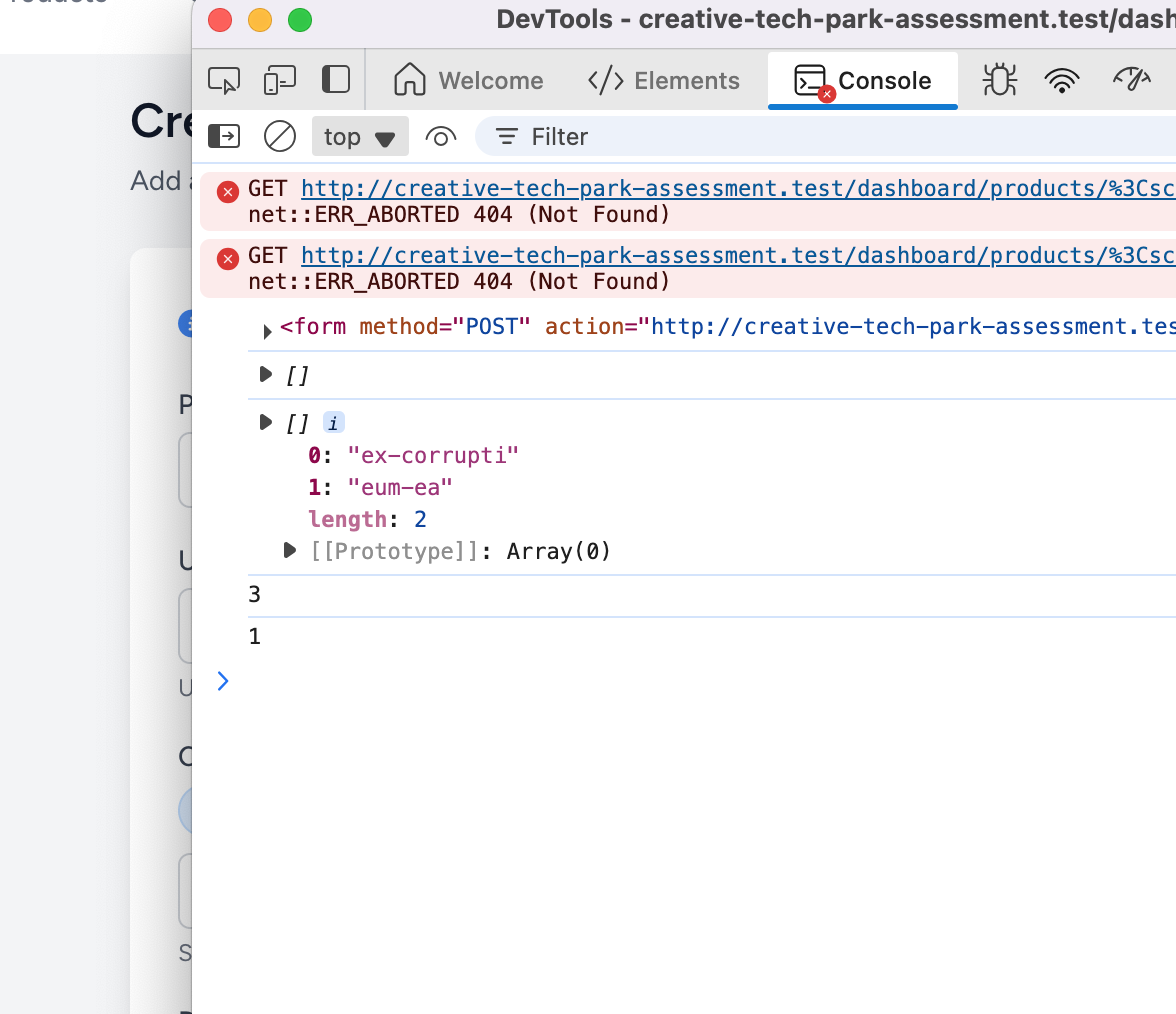 DevTools - creative-tech-park-assessment.test/dash
Welcome
Elements
Console
top
Filter
Cre
Add a
GET http://creative-tech-park-assessment.test/dashboard/products/%3Csc
net::ERR_ABORTED 404 (Not Found)
GET http://creative-tech-park-assessment.test/dashboard/products/%3Csc
net::ERR_ABORTED 404 (Not Found)
<form method="POST" action="http://creative-tech-park-assessment.tes
[]
[] i
0: "ex-corrupti"
1: "eum-ea"
length: 2
[[Prototype]]: Array(0)
3
1
>